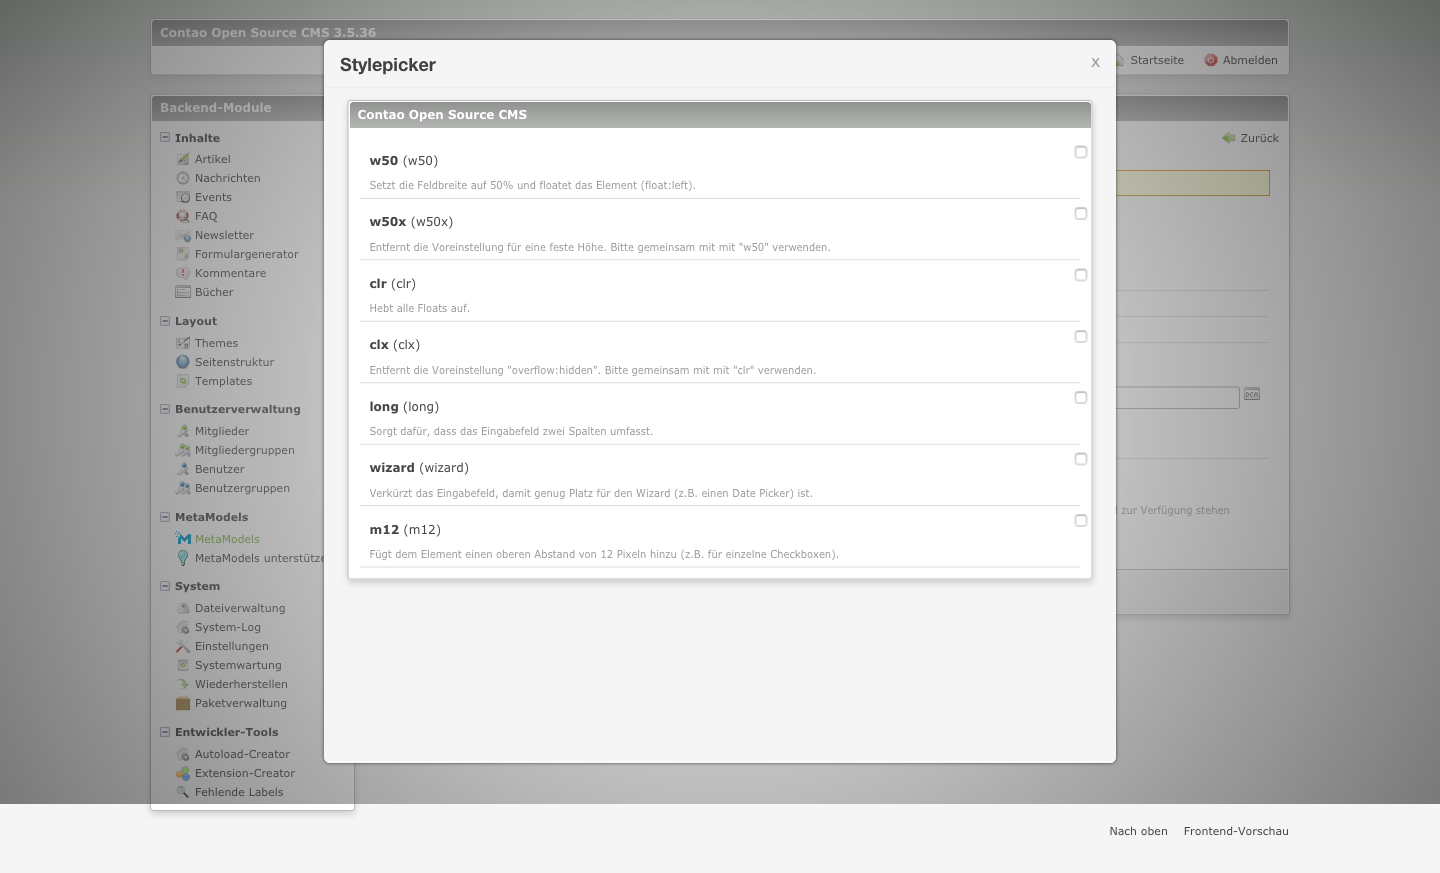 Contao Open Source CMS 3.5.36
Startseite
Abmelden
Stylepicker
X
Backend-Module
Zurück
Inhalte
Artikel
Nachrichten
Events
FAQ
Newsletter
Formulargenerator
Kommentare
Bücher
Layout
Themes
Seitenstruktur
Templates
Benutzerverwaltung
Mitglieder
Mitgliedergruppen
Benutzer
Benutzergruppen
MetaModels
MetaModels
MetaModels unterstütze
System
Dateiverwaltung
System-Log
Einstellungen
Systemwartung
Wiederherstellen
Paketverwaltung
Entwickler-Tools
Autoload-Creator
Extension-Creator
Fehlende Labels
Contao Open Source CMS
w50 (w50)
Setzt die Feldbreite auf 50% und floatet das Element (float:left).
w50x (w50x)
Entfernt die Voreinstellung für eine feste Höhe. Bitte gemeinsam mit mit "w50" verwenden.
clr (clr)
Hebt alle Floats auf.
clx (clx)
Entfernt die Voreinstellung "overflow:hidden". Bitte gemeinsam mit mit "clr" verwenden.
long (long)
Sorgt dafür, dass das Eingabefeld zwei Spalten umfasst.
wizard (wizard)
Verkürzt das Eingabefeld, damit genug Platz für den Wizard (z.B. einen Date Picker) ist.
m12 (m12)
Fügt dem Element einen oberen Abstand von 12 Pixeln hinzu (z.B. für einzelne Checkboxen).
DCA
zur Verfügung stehen
Nach oben
Frontend-Vorschau